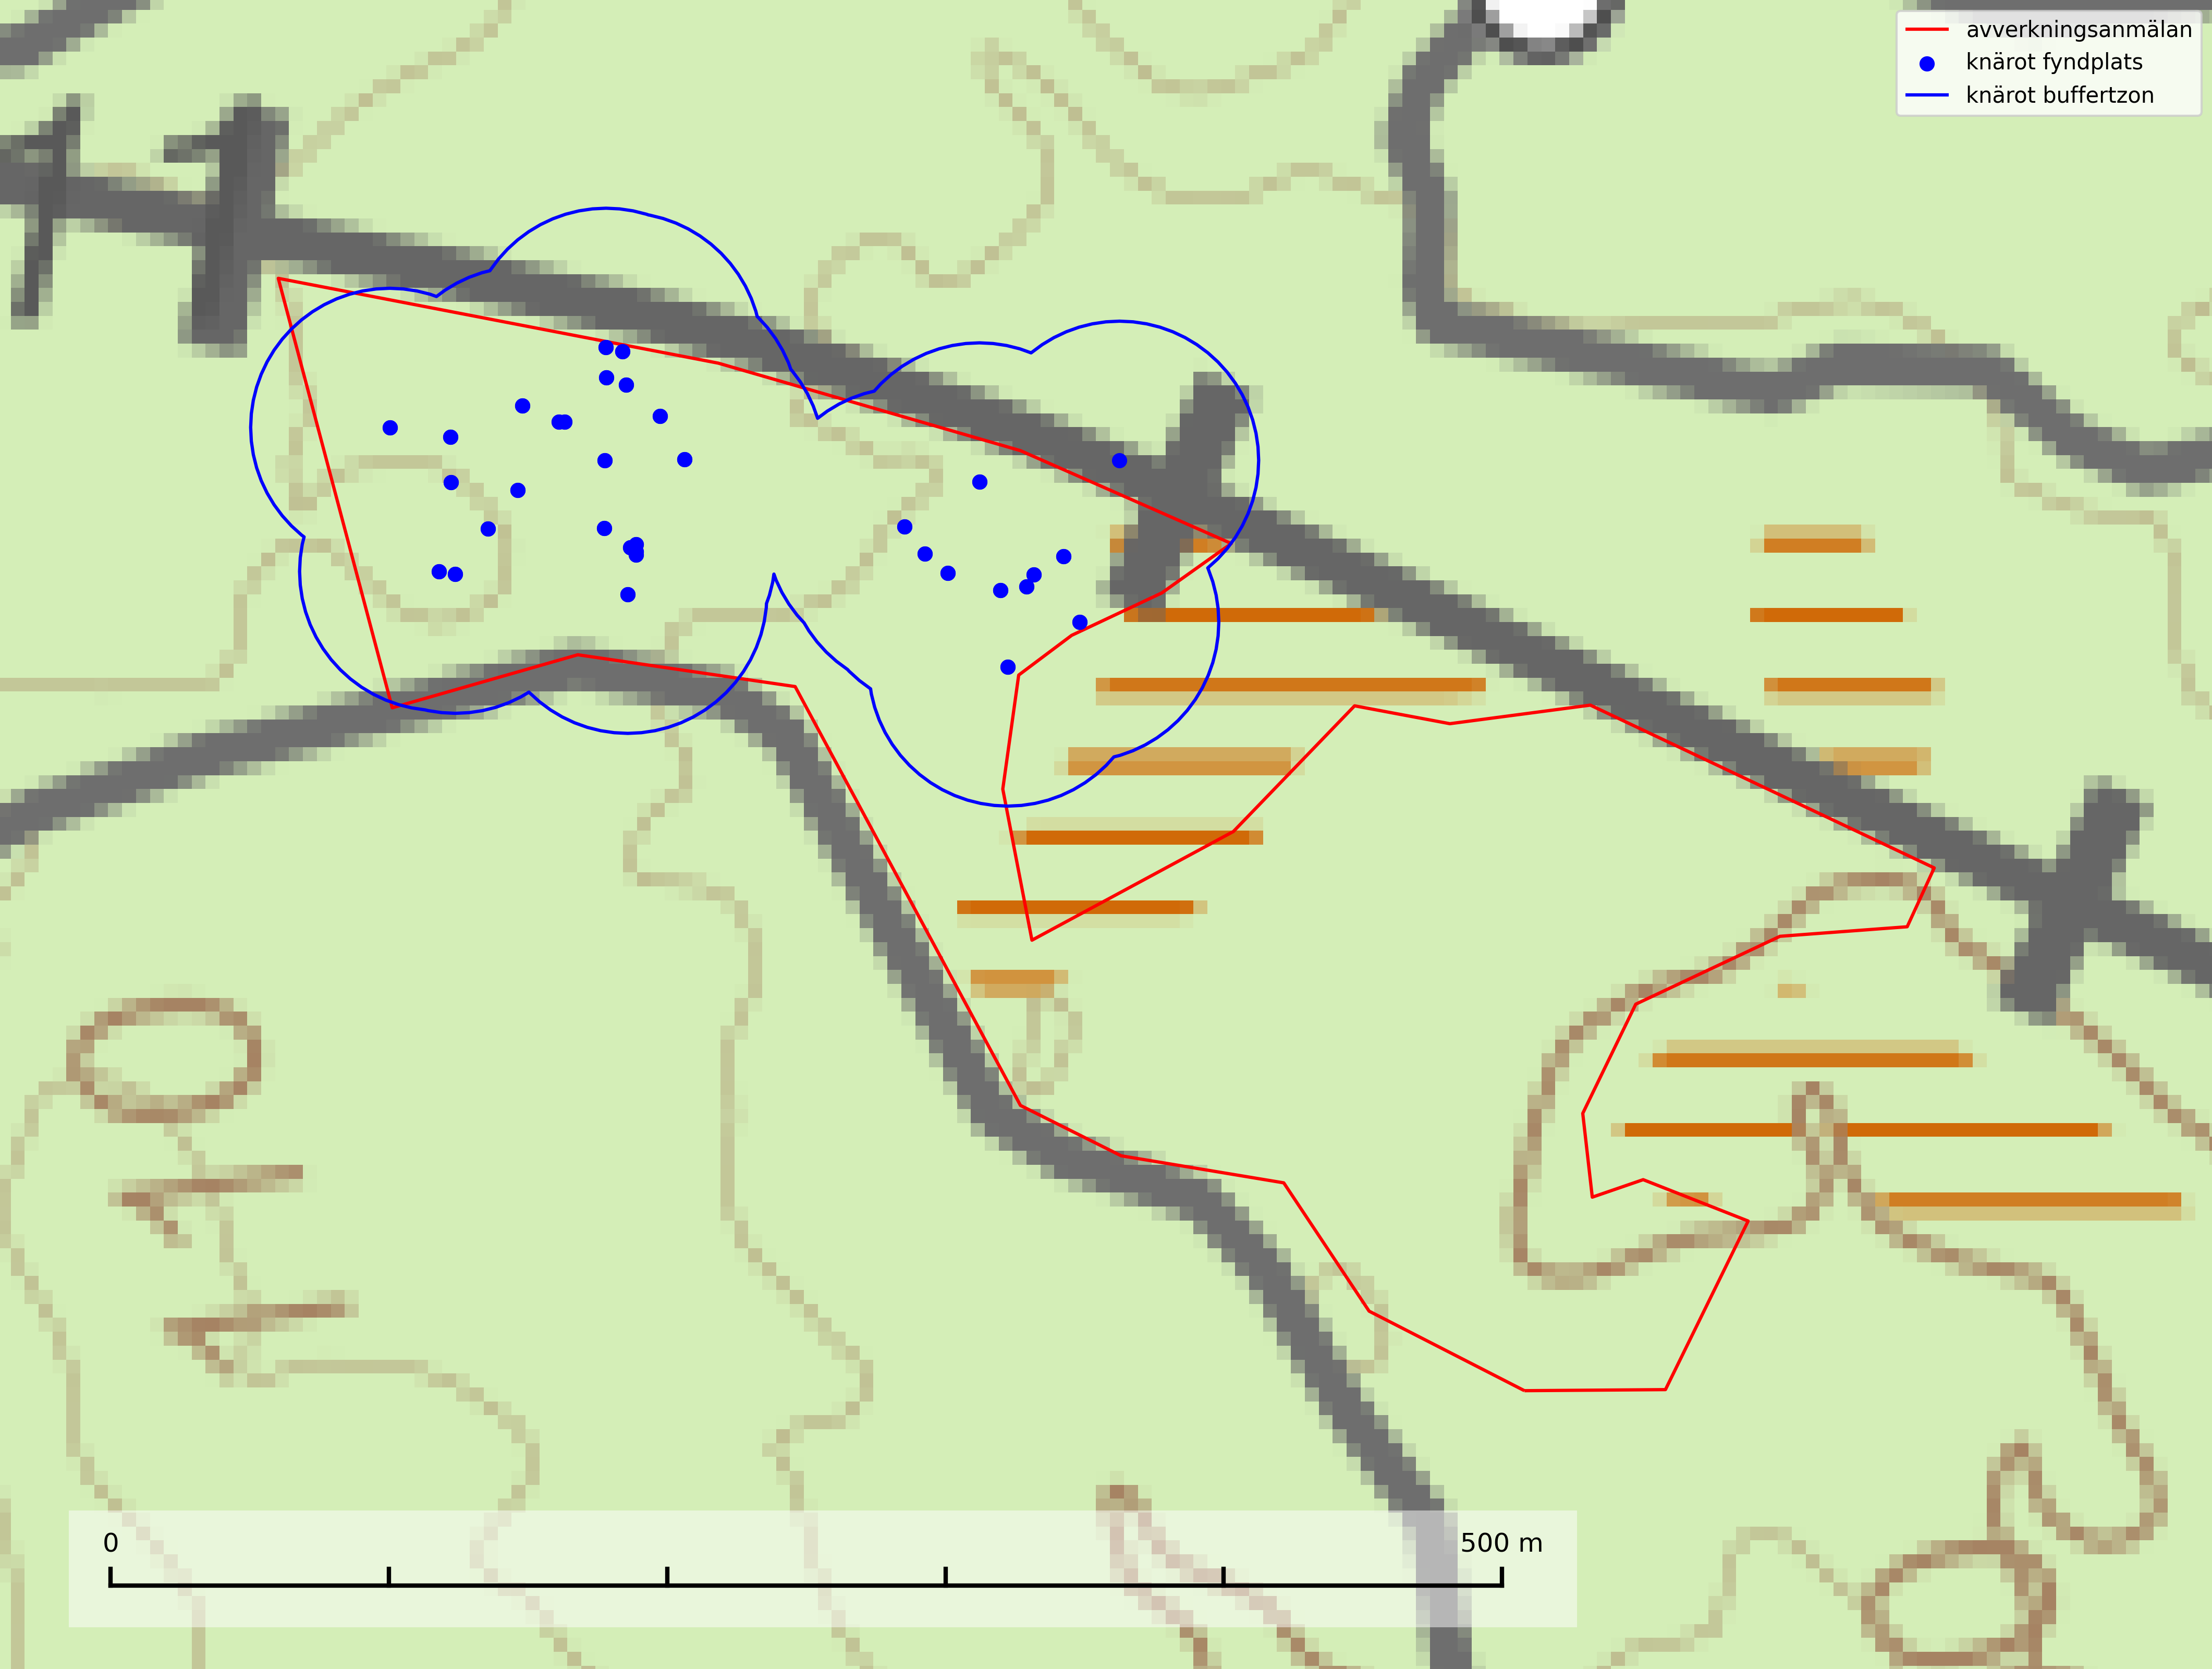 avverkningsanmälan
knärot fyndplats
knärot buffertzon
0 500 m